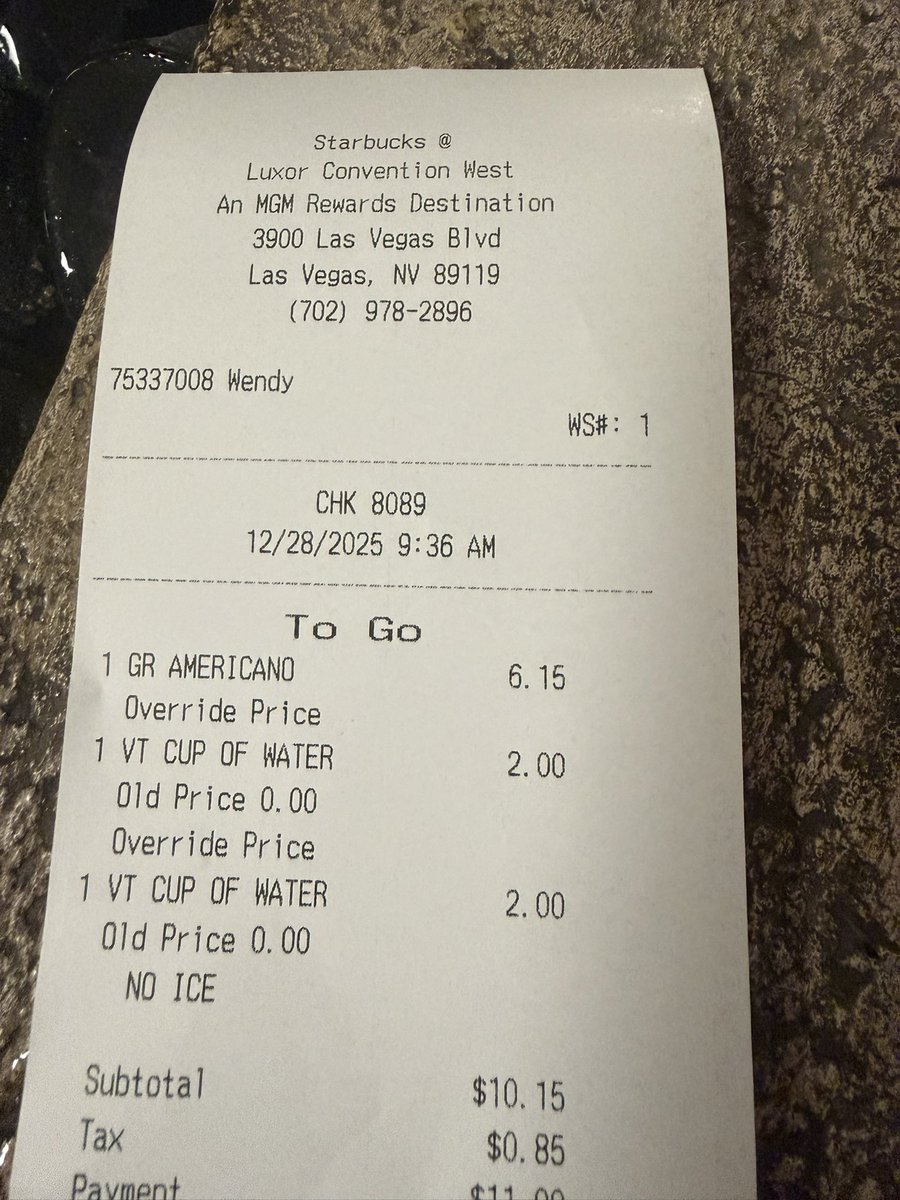 Starbucks @
Luxor Convention West
An MGM Rewards Destination
3900 Las Vegas Blvd
Las Vegas, NV 89119
(702) 978-2896
75337008 Wendy
WS#: 1
CHK 8089
12/28/2025 9:36 AM
To Go
1 GR AMERICANO 6.15
Override Price
1 VT CUP OF WATER 2.00
Old Price 0.00
Override Price
1 VT CUP OF WATER 2.00
Old Price 0.00
NO ICE
Subtotal $10.15
Tax $0.85
Payment $11.00